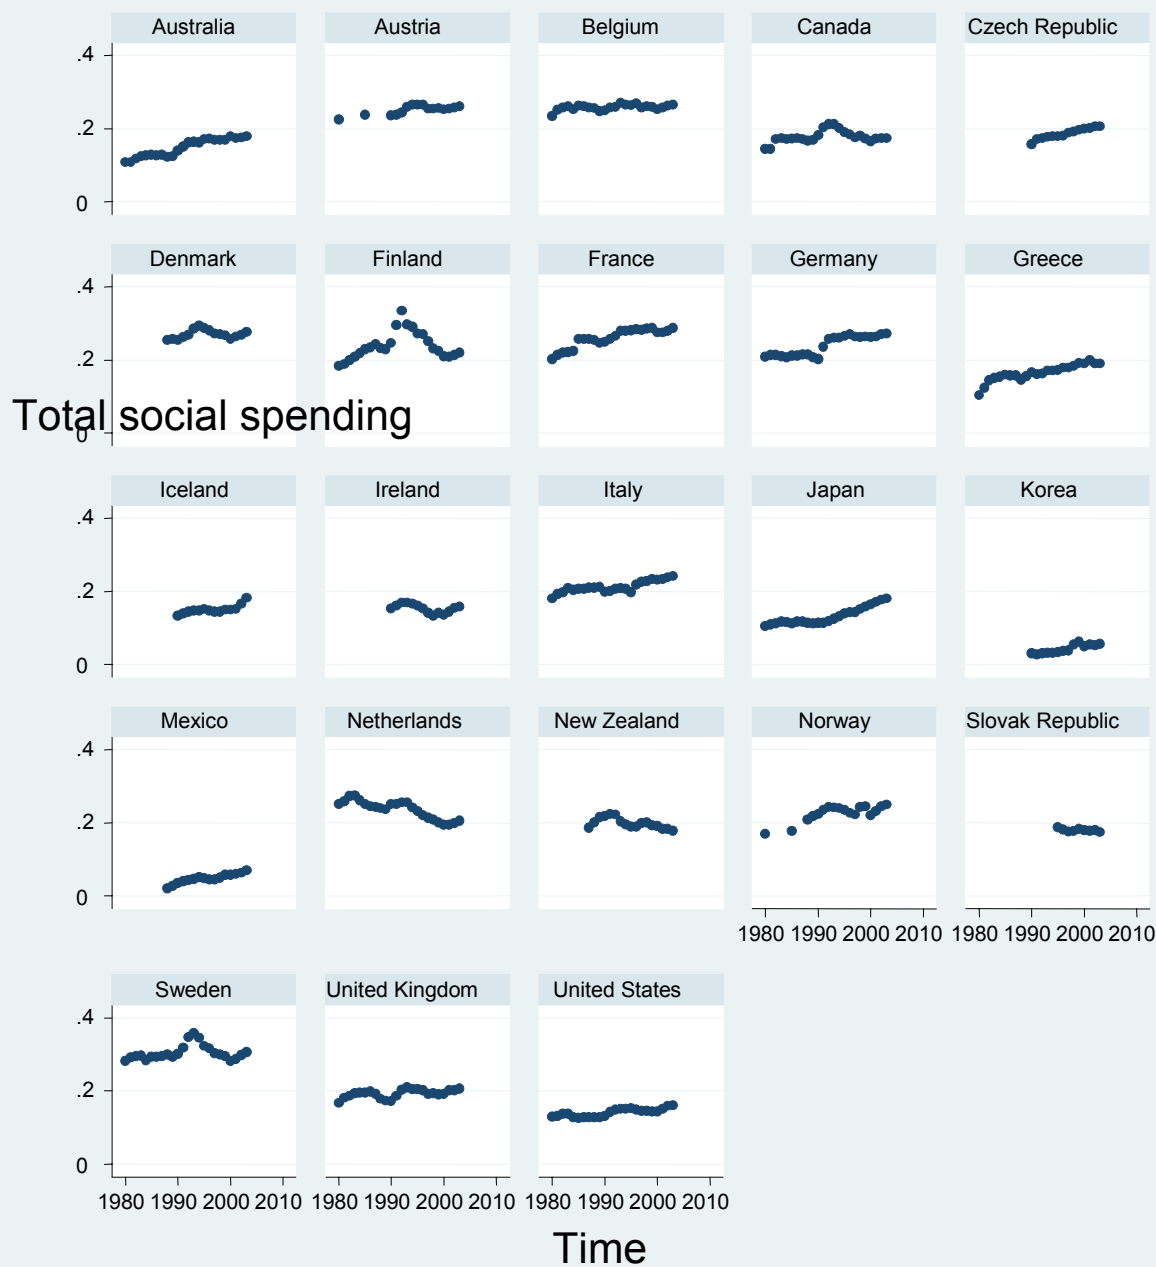 Australia Austria Belgium Canada Czech Republic
.4
.2
0
Denmark Finland France Germany Greece
.4
.2
Total social spending
0
Iceland Ireland Italy Japan Korea
.4
.2
0
Mexico Netherlands New Zealand Norway Slovak Republic
.4
.2
0
1980 1990 2000 2010 1980 1990 2000 2010
Sweden United Kingdom United States
.4
.2
0
1980 1990 2000 2010 1980 1990 2000 2010 1980 1990 2000 2010
Time